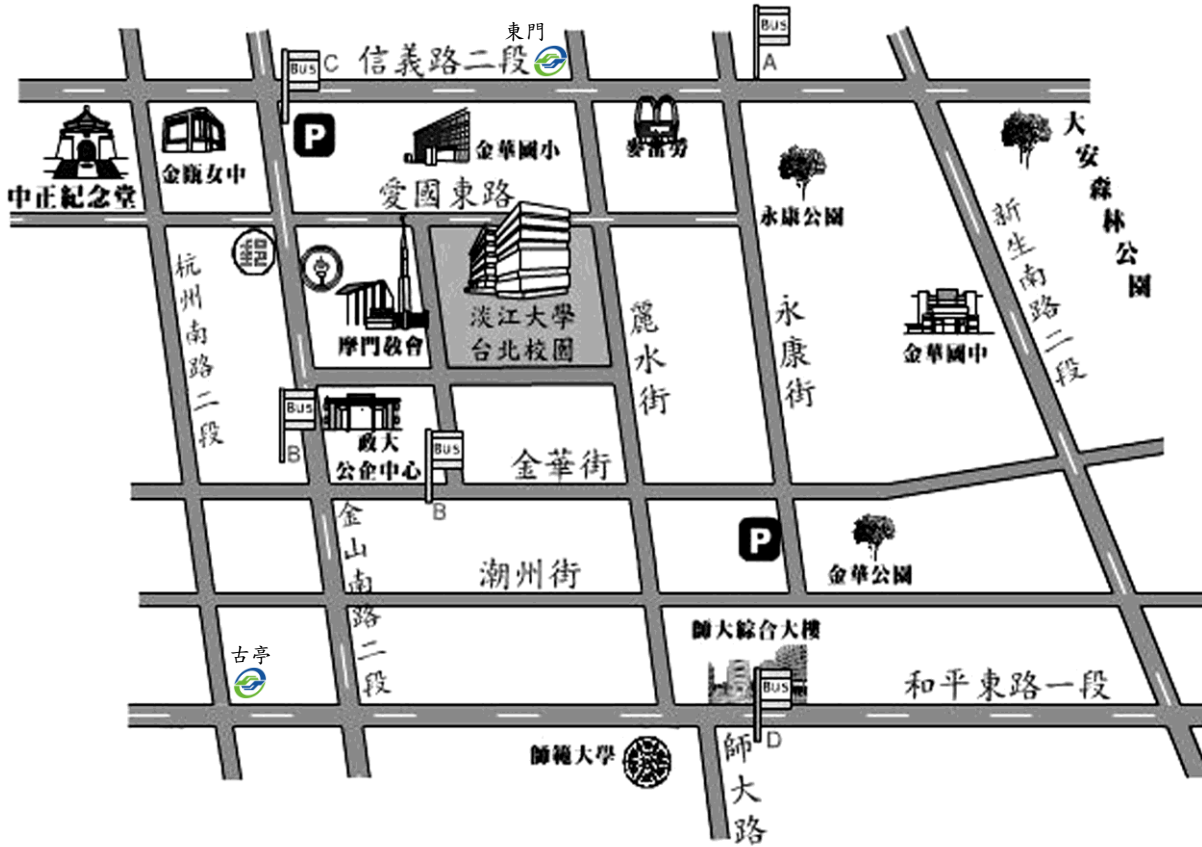 東門
BUS
A
BUS
C
信義路二段
P
中正紀念堂
金甌女中
金華國小
麥當勞
大安森林公園
愛國東路
永康公園
新生南路二段
杭州南路二段
摩門教會
淡江大學
台北校園
麗水街
永康街
金華國中
BUS
B
政大
公企中心
BUS
B
金華街
金山南路二段
P
潮州街
金華公園
師大綜合大樓
古亭
BUS
D
和平東路一段
師範大學
師大路